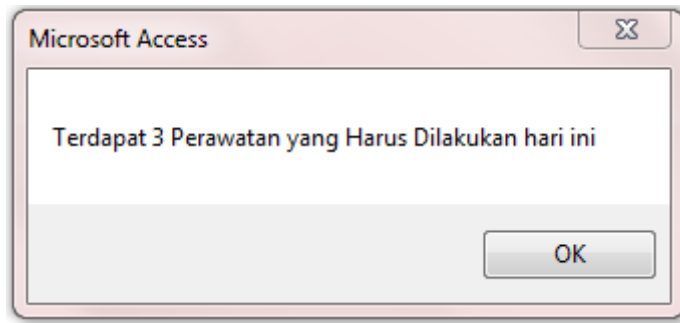 Microsoft Access
Terdapat 3 Perawatan yang Harus Dilakukan hari ini
OK